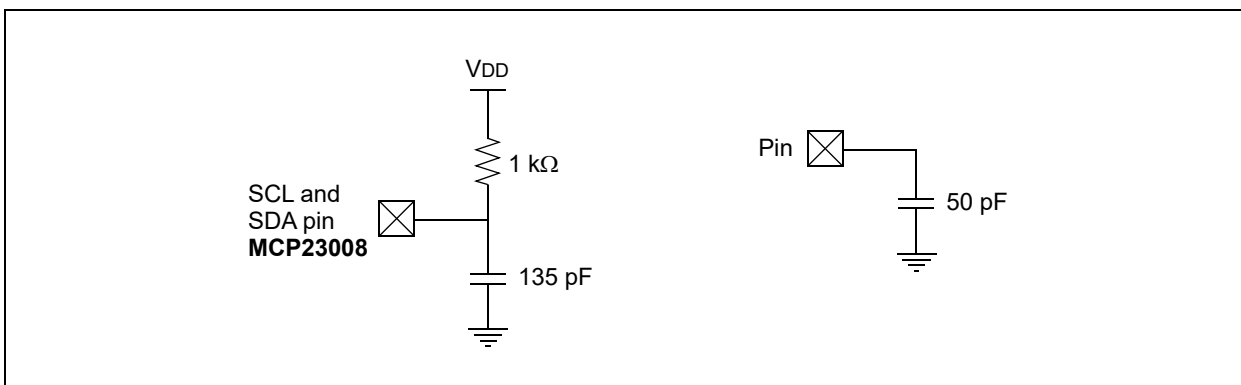 VDD
1 kΩ
SCL and
SDA pin
MCP23008
135 pF
Pin
50 pF